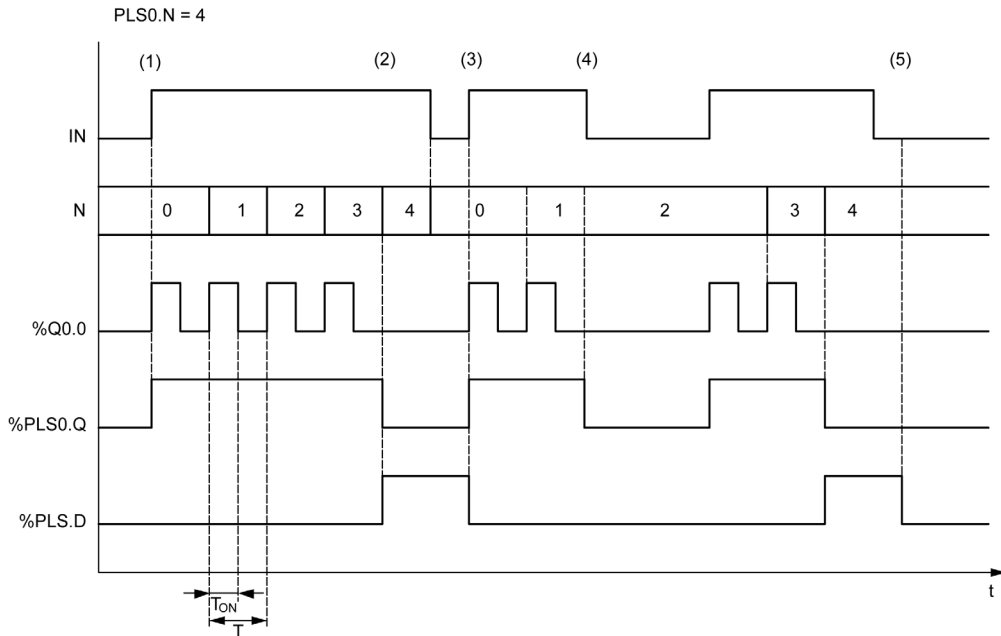 PLS0.N = 4
(1) (2) (3) (4) (5)
IN
N 0 1 2 3 4 0 1 2 3 4
%Q0.0
%PLS0.Q
%PLS.D
t
TON
T